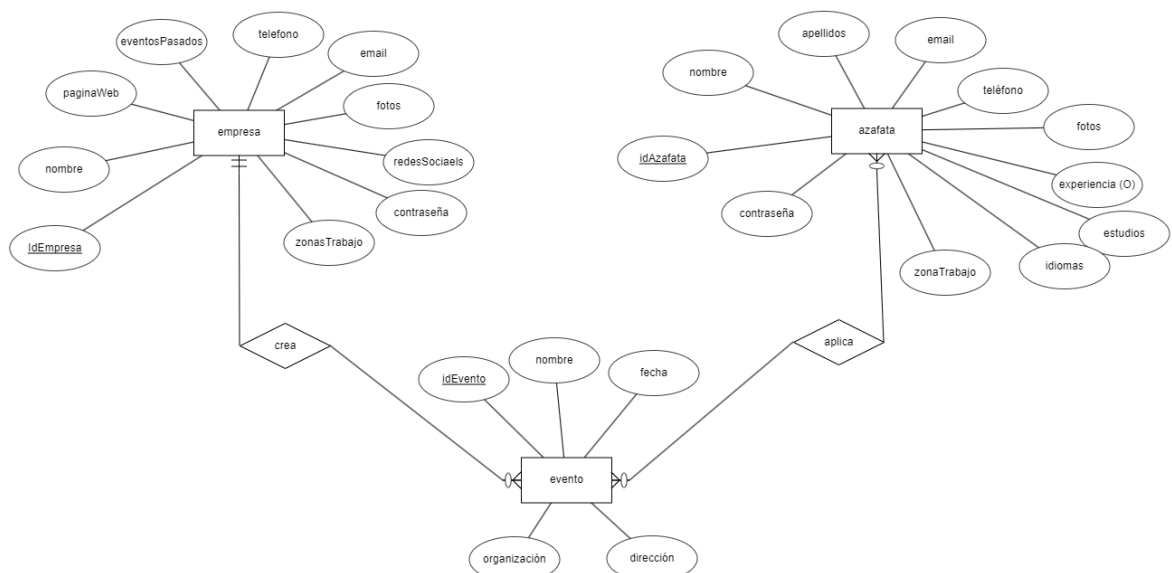 eventosPasados
telefono
email
paginaWeb
fotos
empresa
redesSociaels
nombre
contraseña
zonasTrabajo
IdEmpresa
crea
apellidos
email
nombre
teléfono
fotos
azafata
idAzafata
experiencia (O)
contraseña
estudios
idiomas
zonaTrabajo
aplica
nombre
idEvento
fecha
evento
organización
dirección